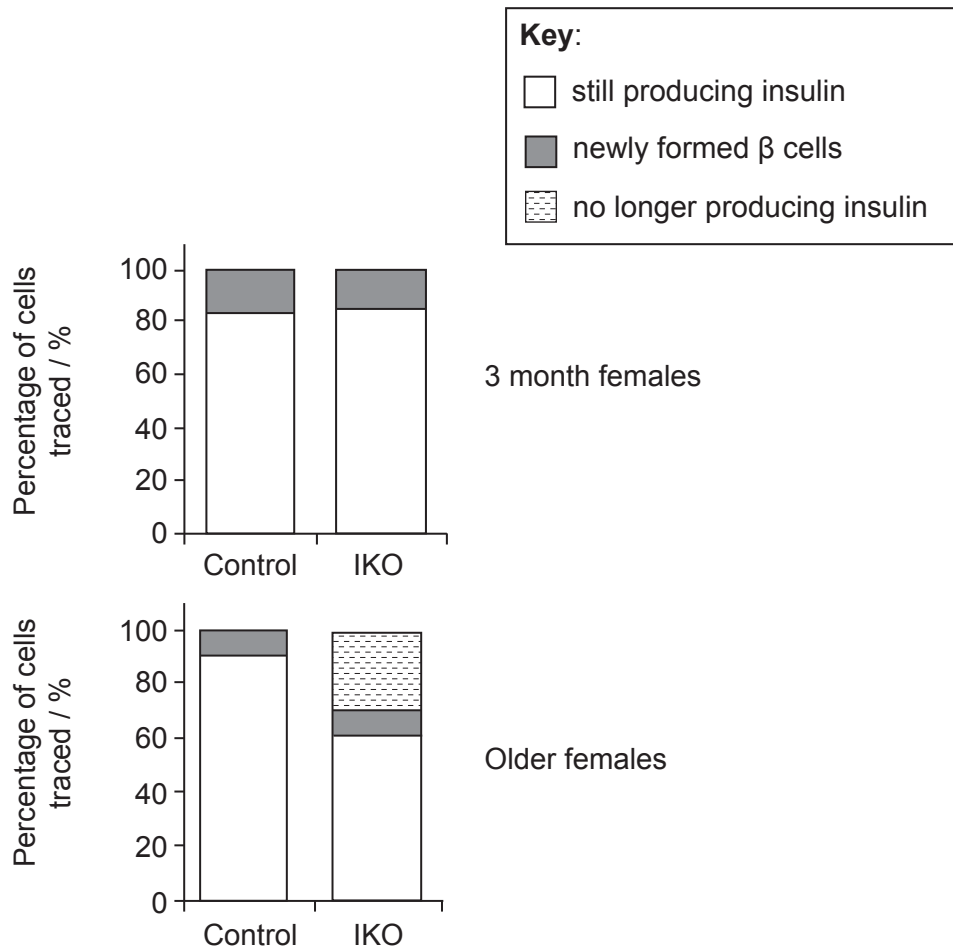 Key:
still producing insulin
newly formed β cells
no longer producing insulin
Percentage of cells
traced / %
100
80
60
40
20
0
Control IKO
3 month females
Percentage of cells
traced / %
100
80
60
40
20
0
Control IKO
Older females